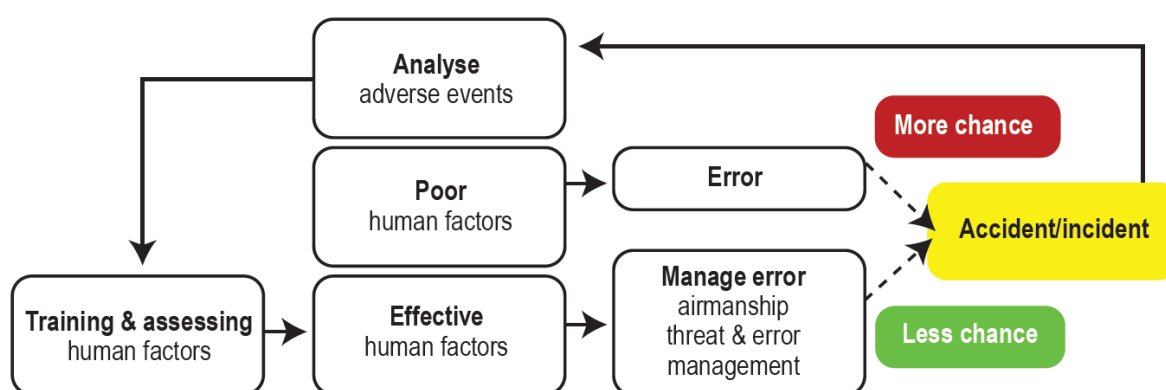 Analyse
adverse events
More chance
Poor
human factors
Error
Accident/incident
Training & assessing
human factors
Effective
human factors
Manage error
airmanship
threat & error
management
Less chance